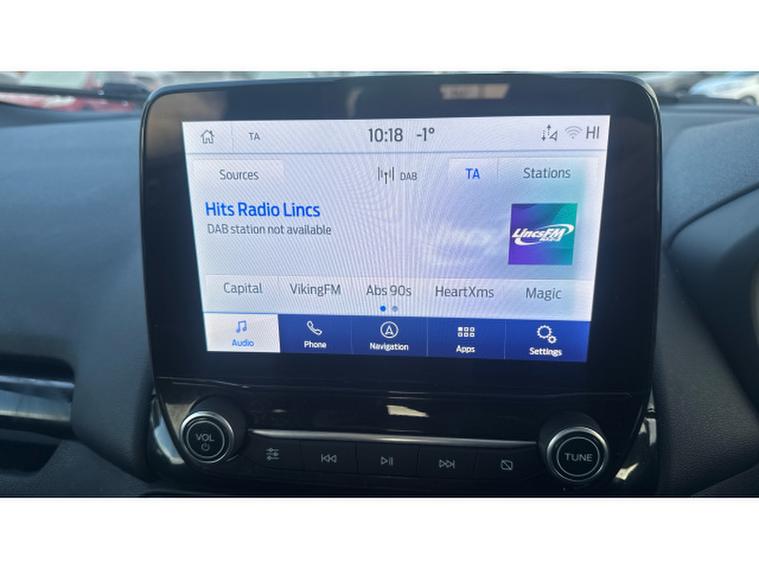 TA 10:18 -1° HI
Sources DAB TA Stations
Hits Radio Lincs
DAB station not available
LincsFM
Capital VikingFM Abs 90s HeartXms Magic
Audio Phone Navigation Apps Settings
VOL TUNE